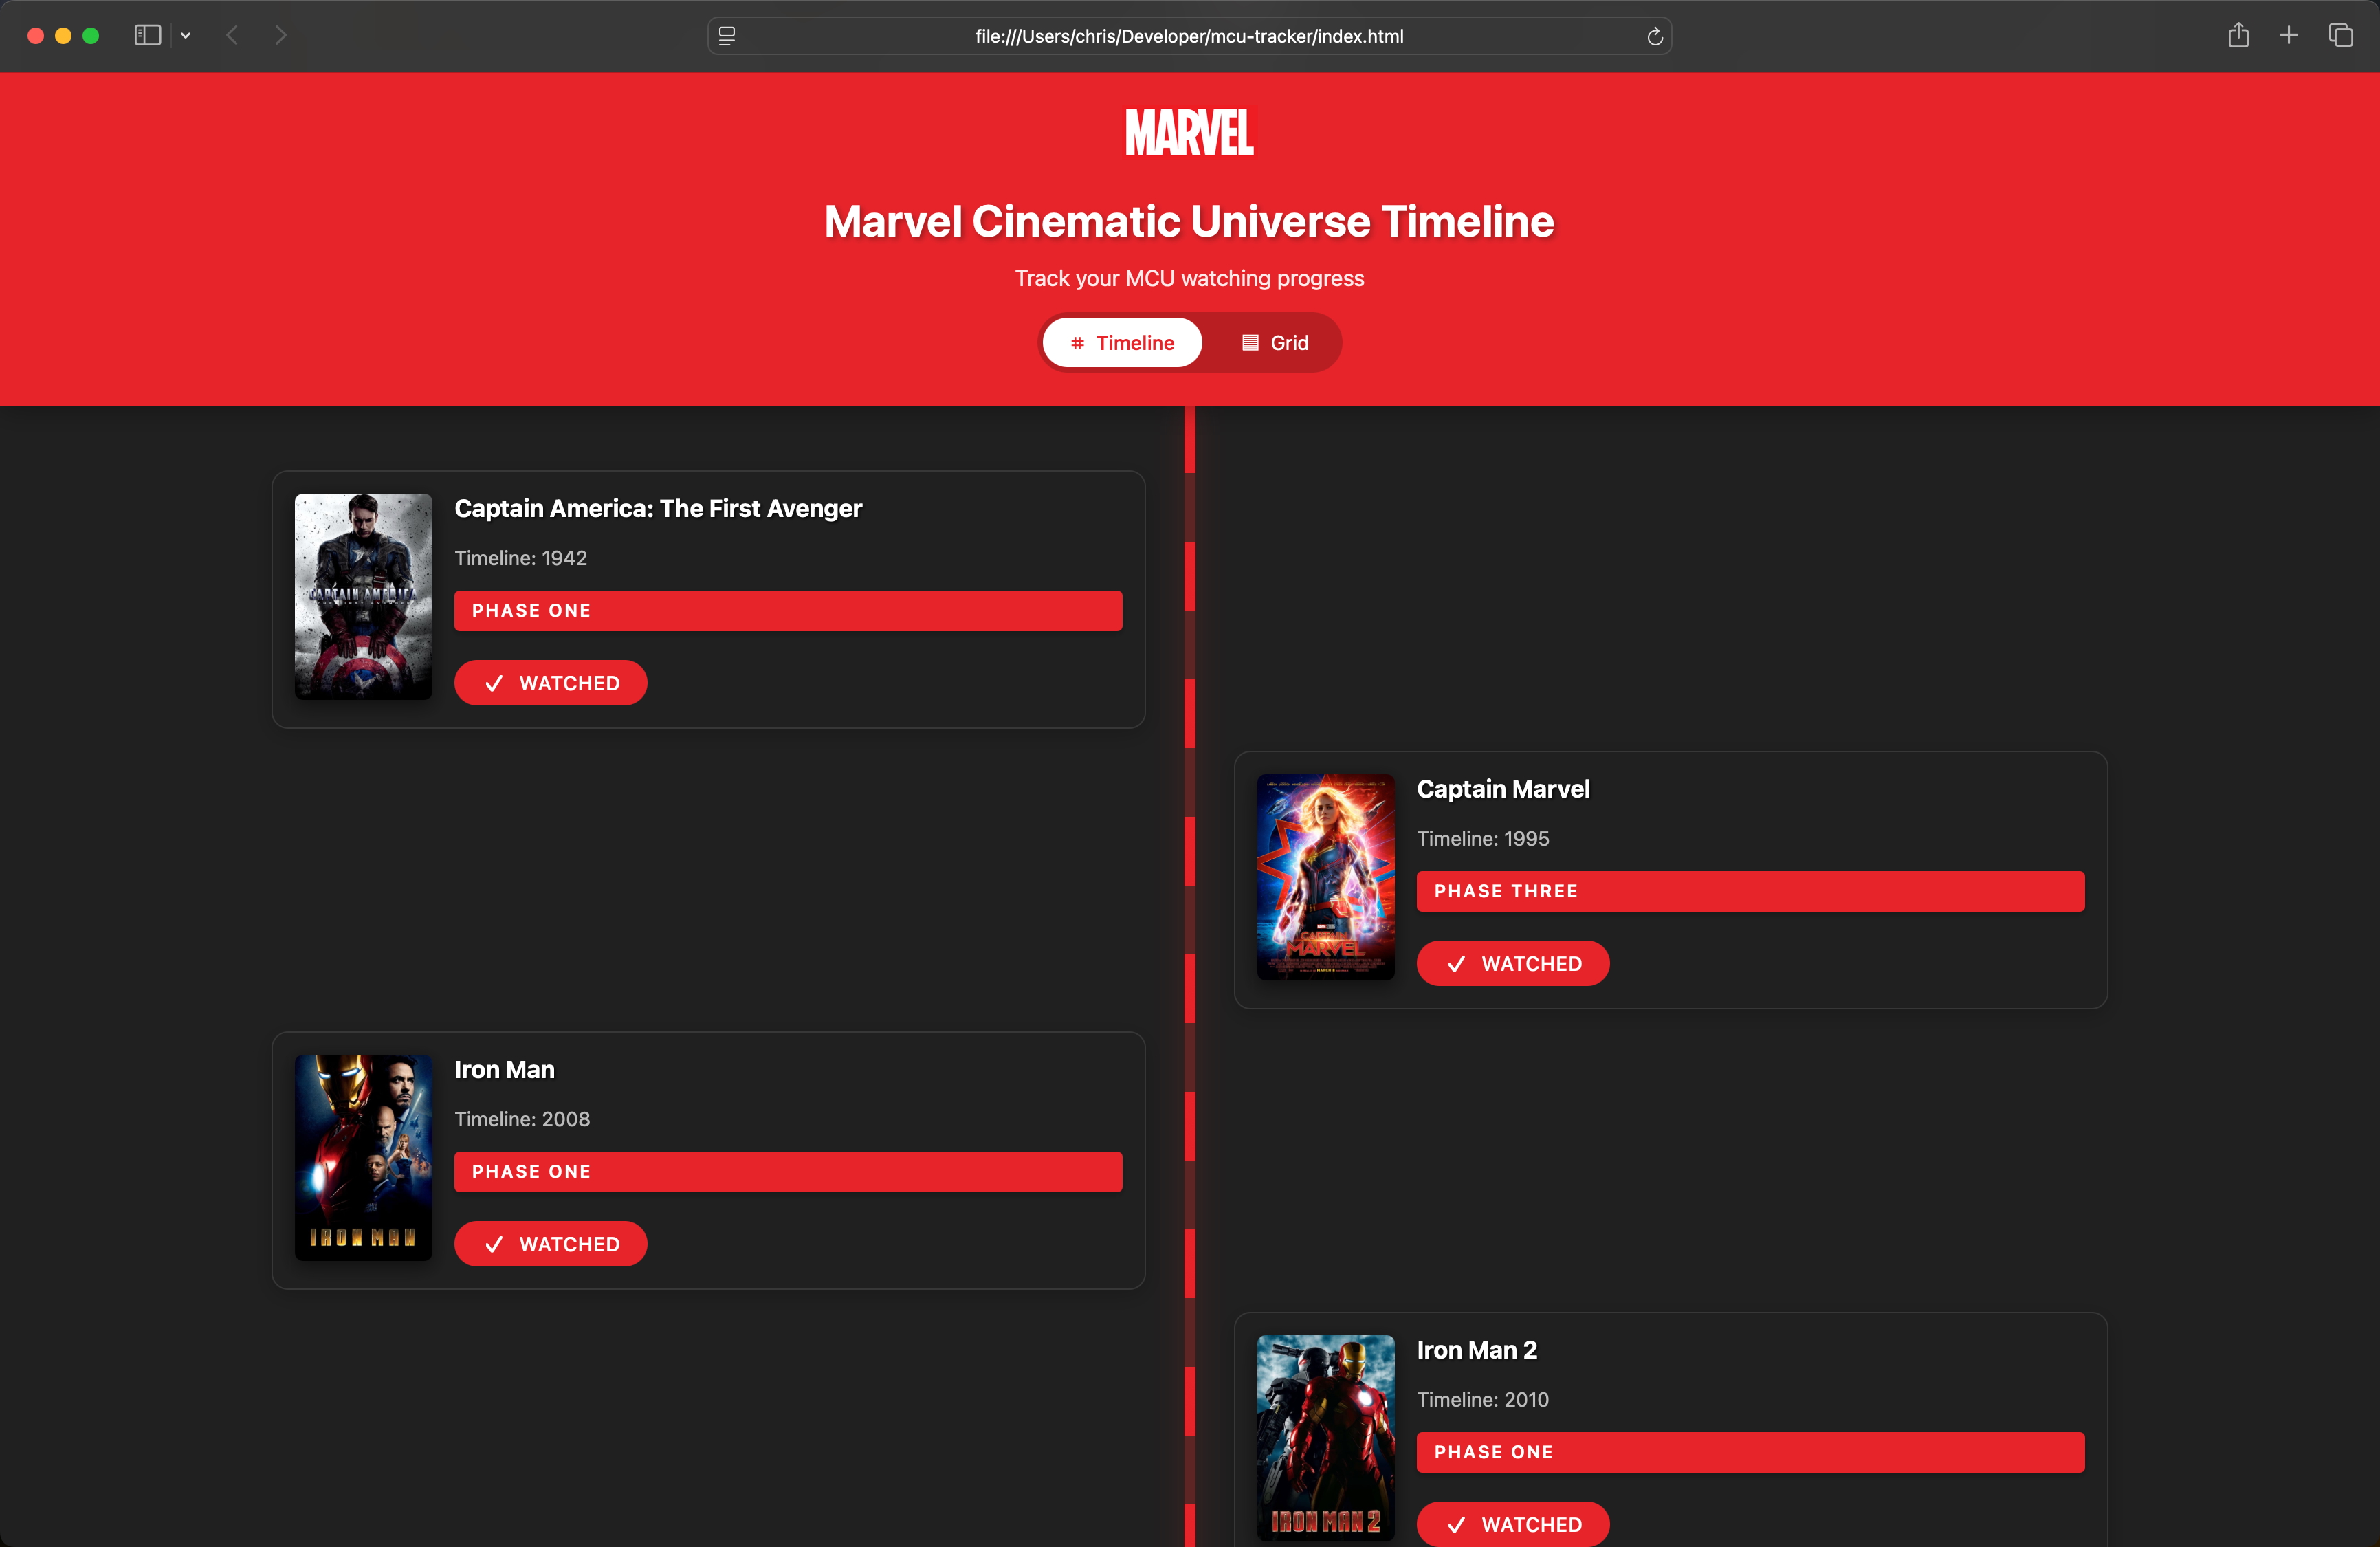 file:///Users/chris/Developer/mcu-tracker/index.html
MARVEL
Marvel Cinematic Universe Timeline
Track your MCU watching progress
Timeline
Grid
CAPTAIN AMERICA
Captain America: The First Avenger
Timeline: 1942
PHASE ONE
✓ WATCHED
CAPTAIN
MARVEL
Captain Marvel
Timeline: 1995
PHASE THREE
✓ WATCHED
IRON MAN
Iron Man
Timeline: 2008
PHASE ONE
✓ WATCHED
IRON MAN 2
Iron Man 2
Timeline: 2010
PHASE ONE
✓ WATCHED